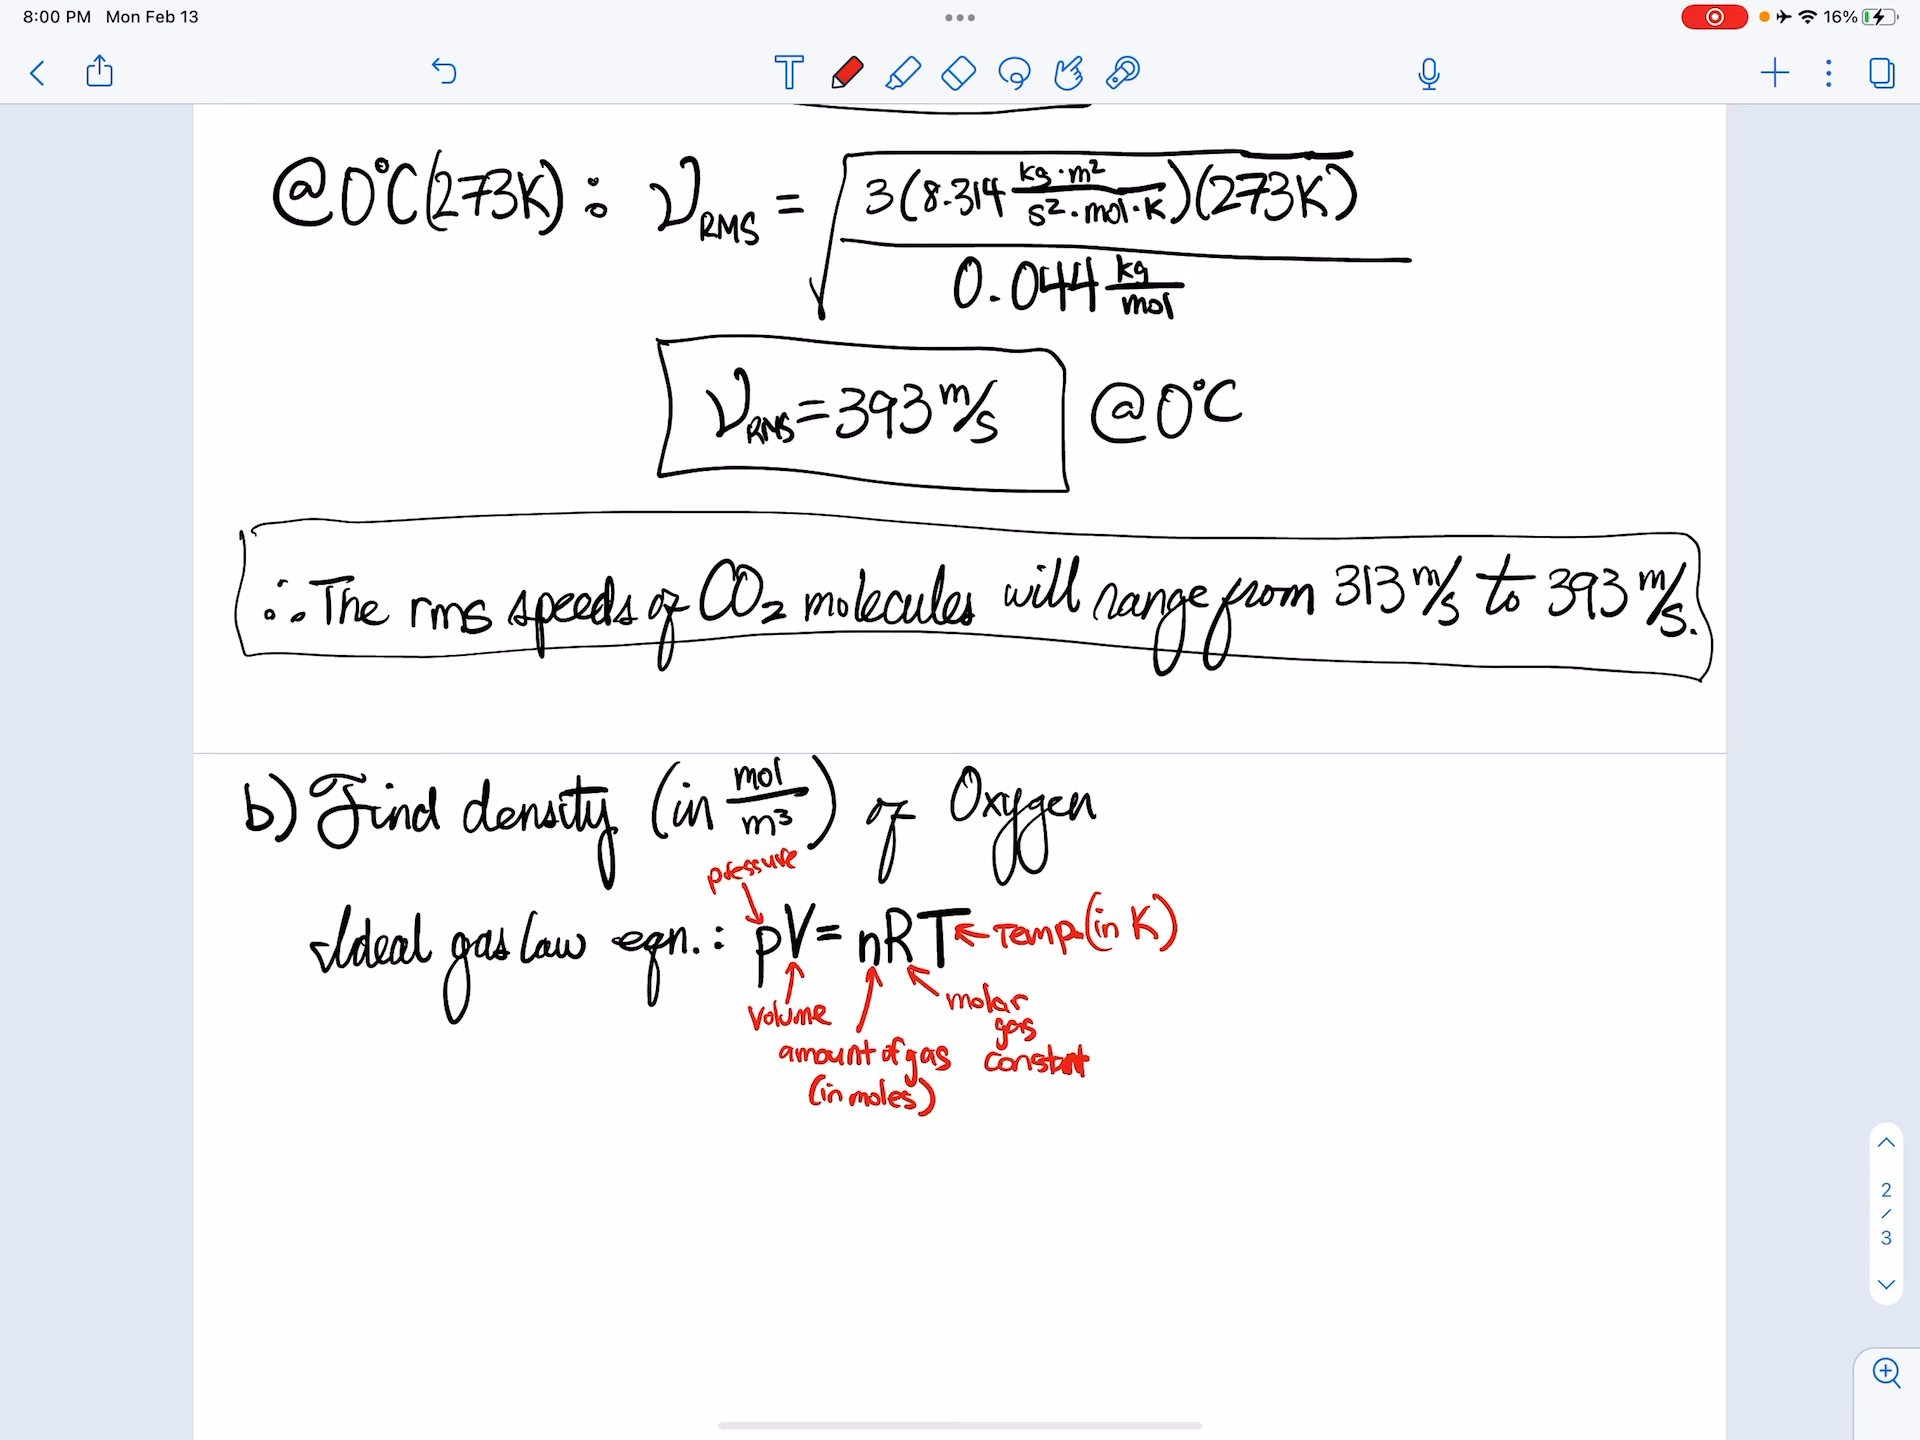 8:00 PM Mon Feb 13
16%
T
@0°C(273K): VRMS = √(3(8.314 kg·m²/s²·mol·K)(273K) / 0.044 kg/mol)
VRMS = 393 m/s @0°C
∴ The rms speeds of CO₂ molecules will range from 313 m/s to 393 m/s.
b) Find density (in mol/m³) of Oxygen
pressure
Ideal gas law eqn.: pV = nRT ← Temp. (in K)
volume
molar gas constant
amount of gas
(in moles)
2
/
3